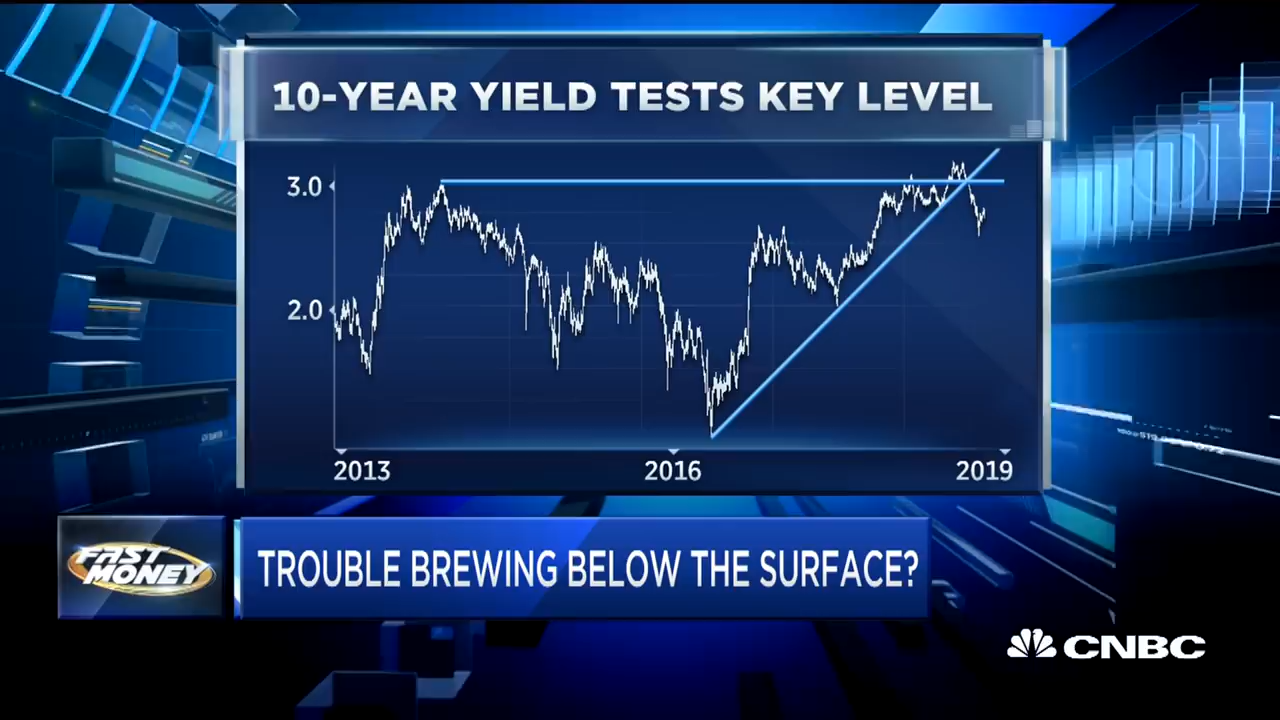 10-YEAR YIELD TESTS KEY LEVEL
3.0
2.0
2013
2016
2019
FAST
MONEY
TROUBLE BREWING BELOW THE SURFACE?
CNBC